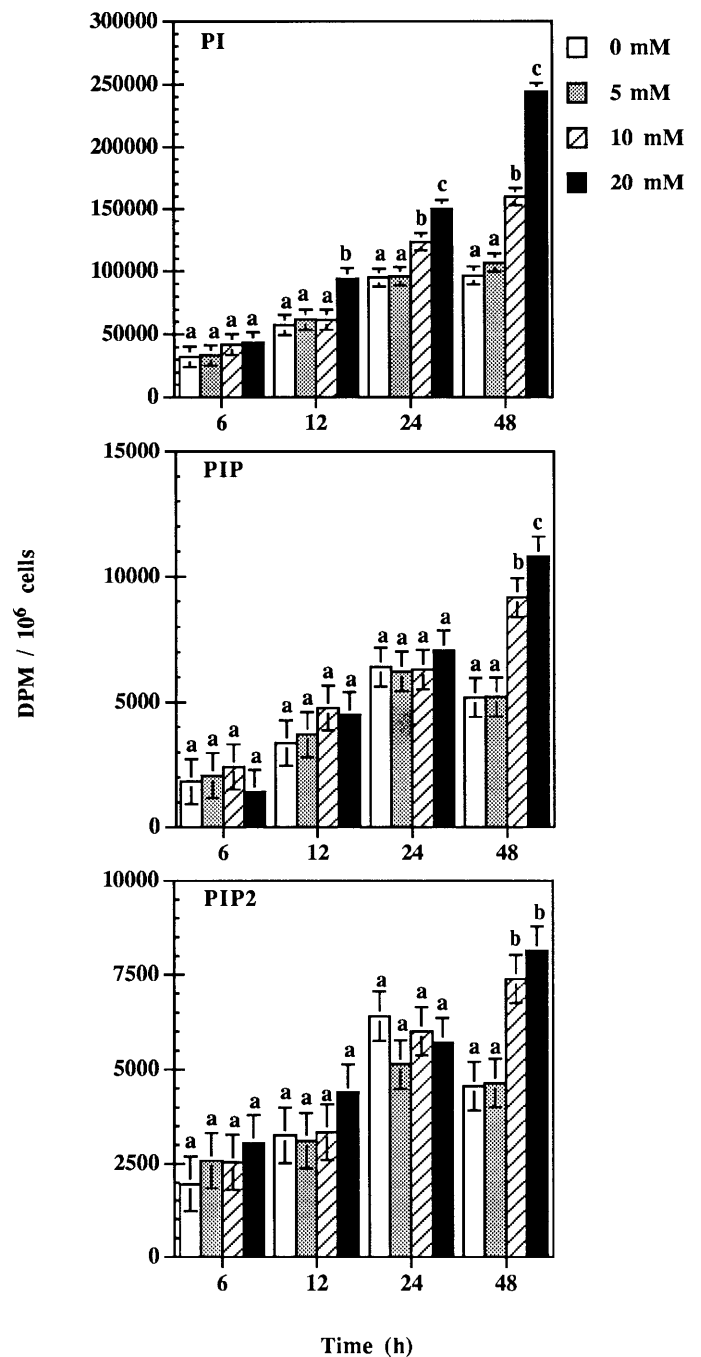 300000
PI
0 mM
5 mM
10 mM
20 mM
250000
200000
150000
100000
50000
0
a a a a
a a a b
a a b c
a a b c
6 12 24 48
15000
PIP
10000
5000
0
a a a a
a a a a
a a a a
a a b c
6 12 24 48
DPM / 10⁶ cells
10000
PIP2
7500
5000
2500
0
a a a a
a a a a
a a a a
a a b b
6 12 24 48
Time (h)